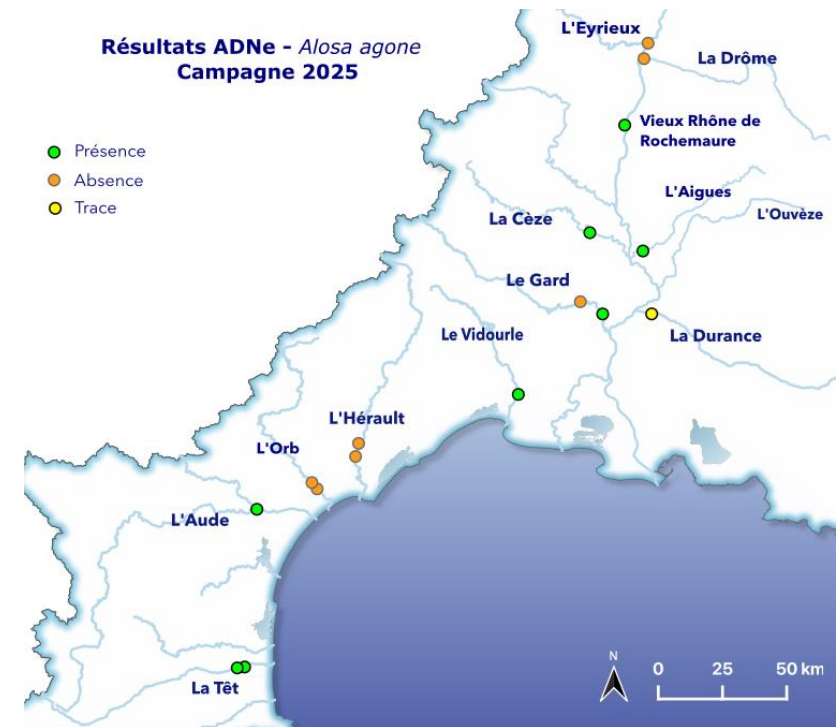 Résultats ADNe - Alosa agone
Campagne 2025
Présence
Absence
Trace
L'Eyrieux
La Drôme
Vieux Rhône de
Rochemaure
L'Aigues
L'Ouvèze
La Cèze
Le Gard
Le Vidourle
La Durance
L'Hérault
L'Orb
L'Aude
La Têt
N
0 25 50 km